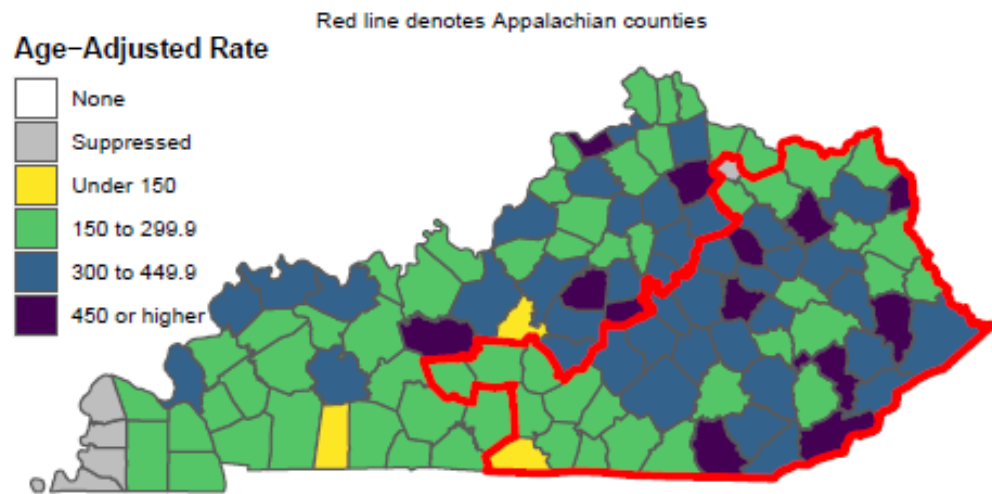 Red line denotes Appalachian counties
Age-Adjusted Rate
None
Suppressed
Under 150
150 to 299.9
300 to 449.9
450 or higher